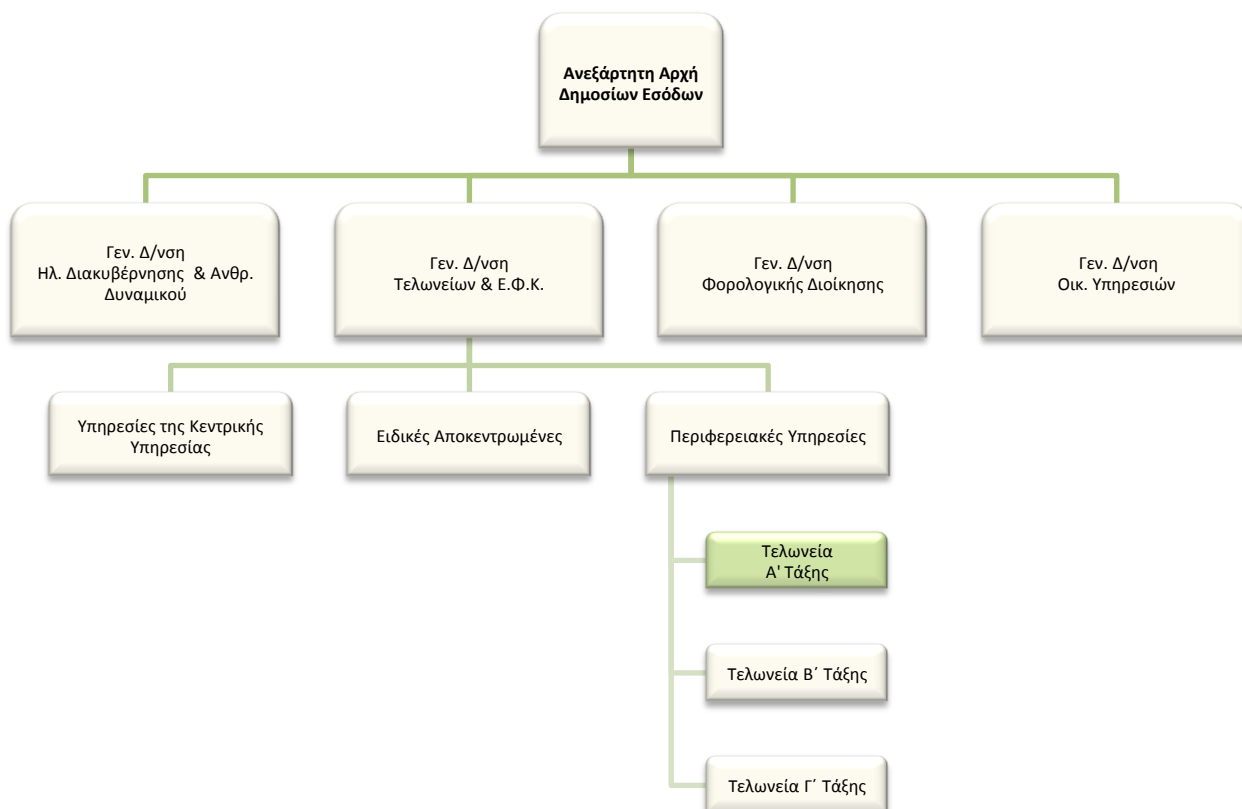 Ανεξάρτητη Αρχή
Δημοσίων Εσόδων
Γεν. Δ/νση
Ηλ. Διακυβέρνησης & Ανθρ.
Δυναμικού
Γεν. Δ/νση
Τελωνείων & Ε.Φ.Κ.
Γεν. Δ/νση
Φορολογικής Διοίκησης
Γεν. Δ/νση
Οικ. Υπηρεσιών
Υπηρεσίες της Κεντρικής
Υπηρεσίας
Ειδικές Αποκεντρωμένες
Περιφερειακές Υπηρεσίες
Τελωνεία
Α' Τάξης
Τελωνεία Β΄ Τάξης
Τελωνεία Γ΄ Τάξης